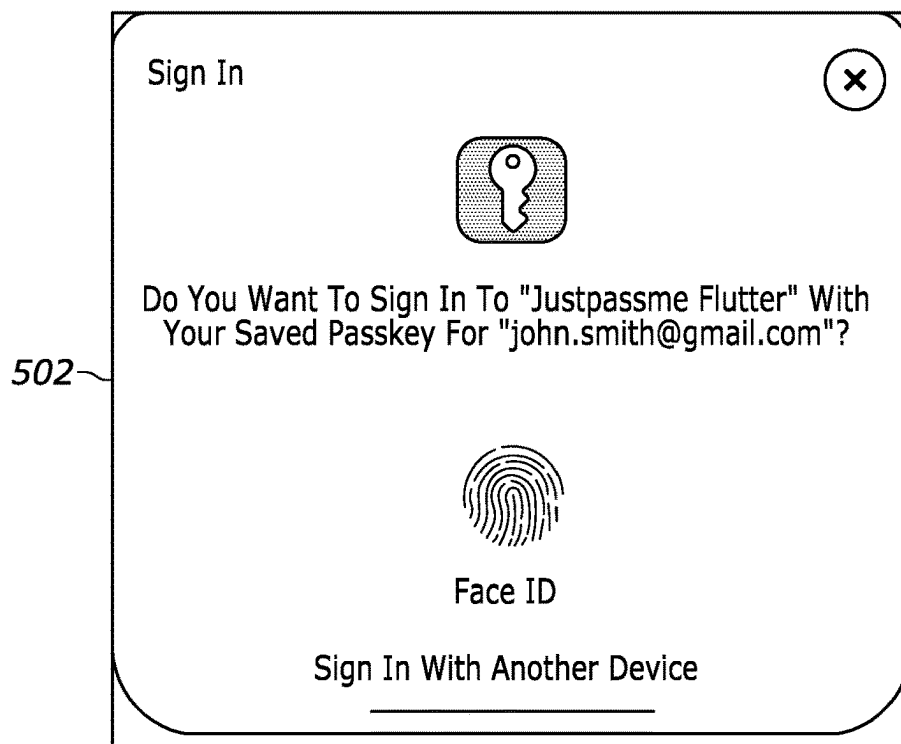 Sign In
Do You Want To Sign In To "Justpassme Flutter" With
Your Saved Passkey For "john.smith@gmail.com"?
502
Face ID
Sign In With Another Device